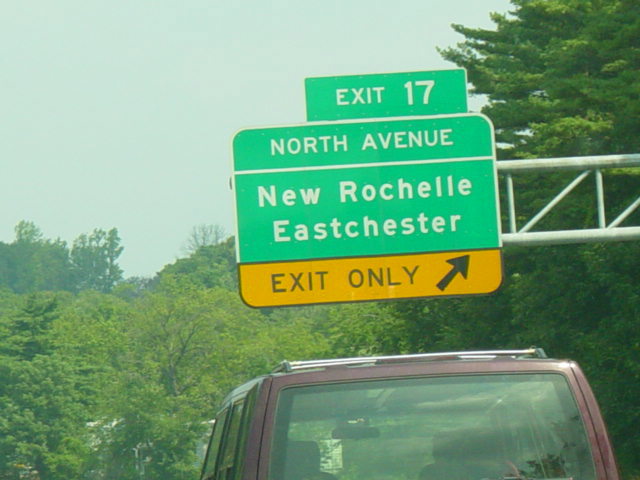 EXIT 17
NORTH AVENUE
New Rochelle
Eastchester
EXIT ONLY